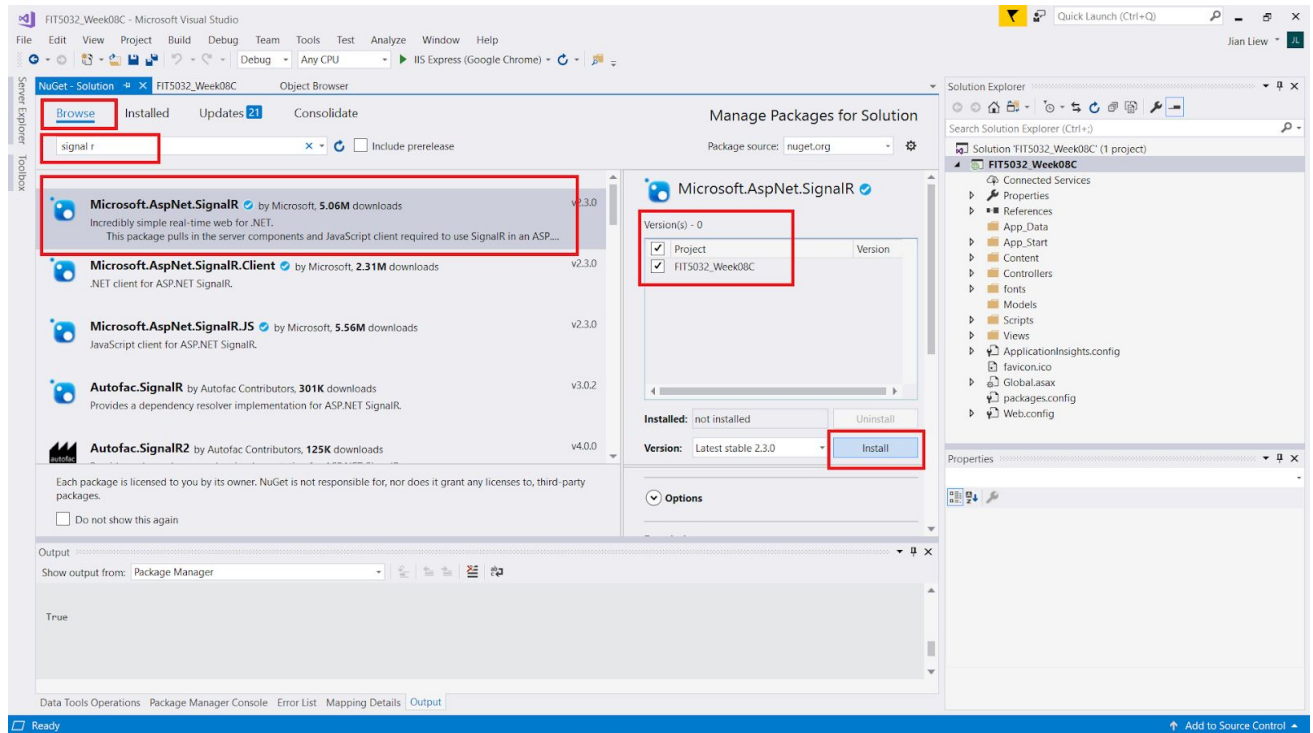 FIT5032_Week08C - Microsoft Visual Studio
Quick Launch (Ctrl+Q)
File Edit View Project Build Debug Team Tools Test Analyze Window Help
Jian Liew
JL
Debug Any CPU IIS Express (Google Chrome)
Server Explorer
Toolbox
NuGet - Solution FIT5032_Week08C Object Browser
Browse Installed Updates 21 Consolidate
Manage Packages for Solution
signal r
Include prerelease
Package source: nuget.org
Microsoft.AspNet.SignalR by Microsoft, 5.06M downloads v2.3.0
Incredibly simple real-time web for .NET.
This package pulls in the server components and JavaScript client required to use SignalR in an ASP....
Microsoft.AspNet.SignalR.Client by Microsoft, 2.31M downloads v2.3.0
.NET client for ASP.NET SignalR.
Microsoft.AspNet.SignalR.JS by Microsoft, 5.56M downloads v2.3.0
JavaScript client for ASP.NET SignalR.
Autofac.SignalR by Autofac Contributors, 301K downloads v3.0.2
Provides a dependency resolver implementation for ASP.NET SignalR.
autofac
Autofac.SignalR2 by Autofac Contributors, 125K downloads v4.0.0
Each package is licensed to you by its owner. NuGet is not responsible for, nor does it grant any licenses to, third-party
packages.
Do not show this again
Microsoft.AspNet.SignalR
Version(s) - 0
Project Version
FIT5032_Week08C
Installed: not installed Uninstall
Version: Latest stable 2.3.0 Install
Options
Solution Explorer
Search Solution Explorer (Ctrl+;)
Solution 'FIT5032_Week08C' (1 project)
FIT5032_Week08C
Connected Services
Properties
References
App_Data
App_Start
Content
Controllers
fonts
Models
Scripts
Views
ApplicationInsights.config
favicon.ico
Global.asax
packages.config
Web.config
Properties
Output
Show output from: Package Manager
True
Data Tools Operations Package Manager Console Error List Mapping Details Output
Ready
Add to Source Control